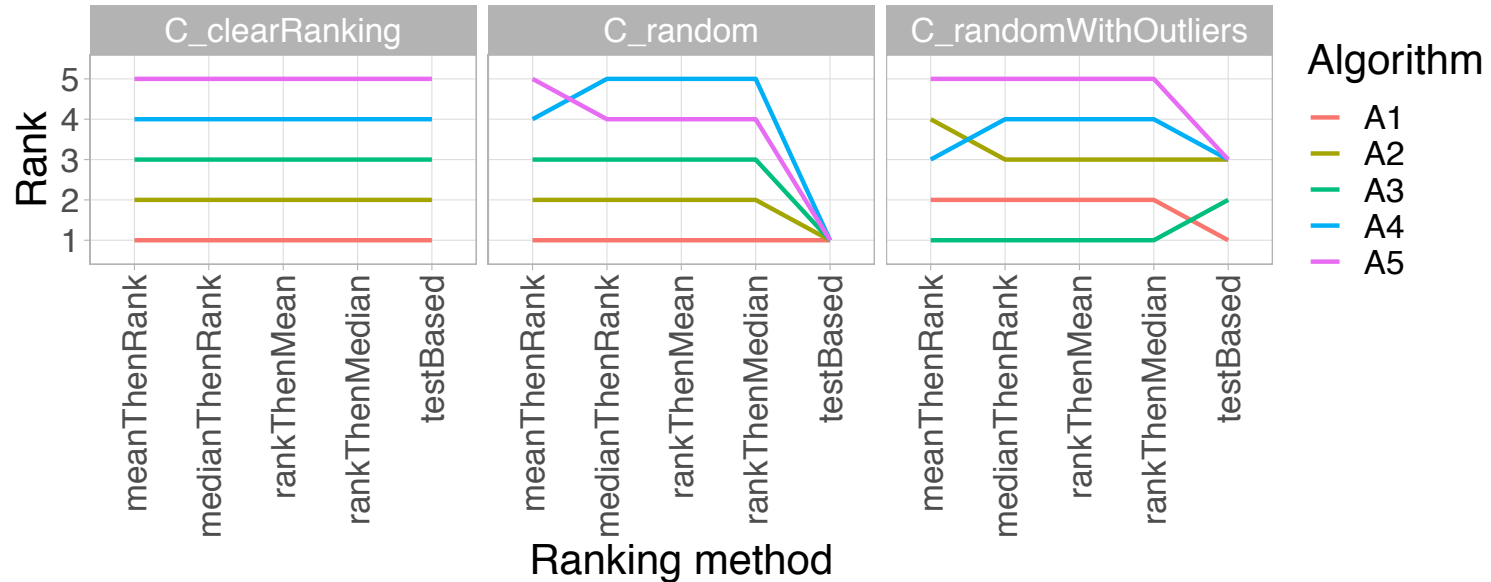 C_clearRanking
C_random
C_randomWithOutliers
Rank
5
4
3
2
1
meanThenRank
medianThenRank
rankThenMean
rankThenMedian
testBased
meanThenRank
medianThenRank
rankThenMean
rankThenMedian
testBased
meanThenRank
medianThenRank
rankThenMean
rankThenMedian
testBased
Ranking method
Algorithm
A1
A2
A3
A4
A5